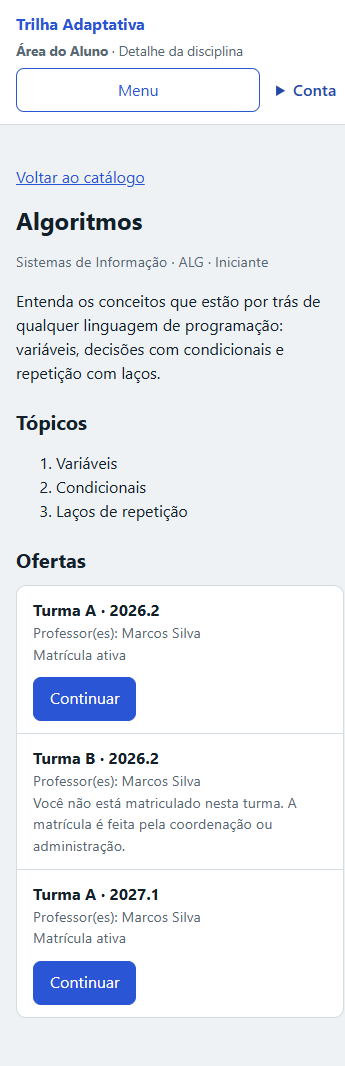 Trilha Adaptativa
Área do Aluno · Detalhe da disciplina
Menu
▶ Conta
Voltar ao catálogo
Algoritmos
Sistemas de Informação · ALG · Iniciante
Entenda os conceitos que estão por trás de
qualquer linguagem de programação:
variáveis, decisões com condicionais e
repetição com laços.
Tópicos
1. Variáveis
2. Condicionais
3. Laços de repetição
Ofertas
Turma A · 2026.2
Professor(es): Marcos Silva
Matrícula ativa
Continuar
Turma B · 2026.2
Professor(es): Marcos Silva
Você não está matriculado nesta turma. A
matrícula é feita pela coordenação ou
administração.
Turma A · 2027.1
Professor(es): Marcos Silva
Matrícula ativa
Continuar